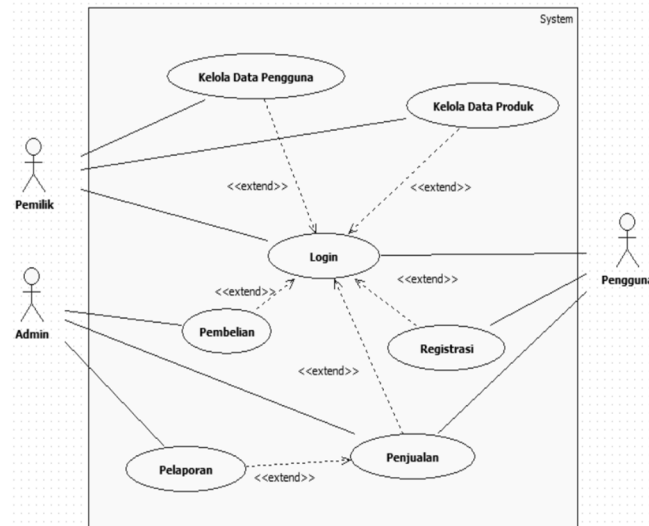 System
Kelola Data Pengguna
Kelola Data Produk
<<extend>>
<<extend>>
Pemilik
Login
Pengguna
<<extend>>
<<extend>>
Admin
Pembelian
Registrasi
<<extend>>
Penjualan
Pelaporan
<<extend>>